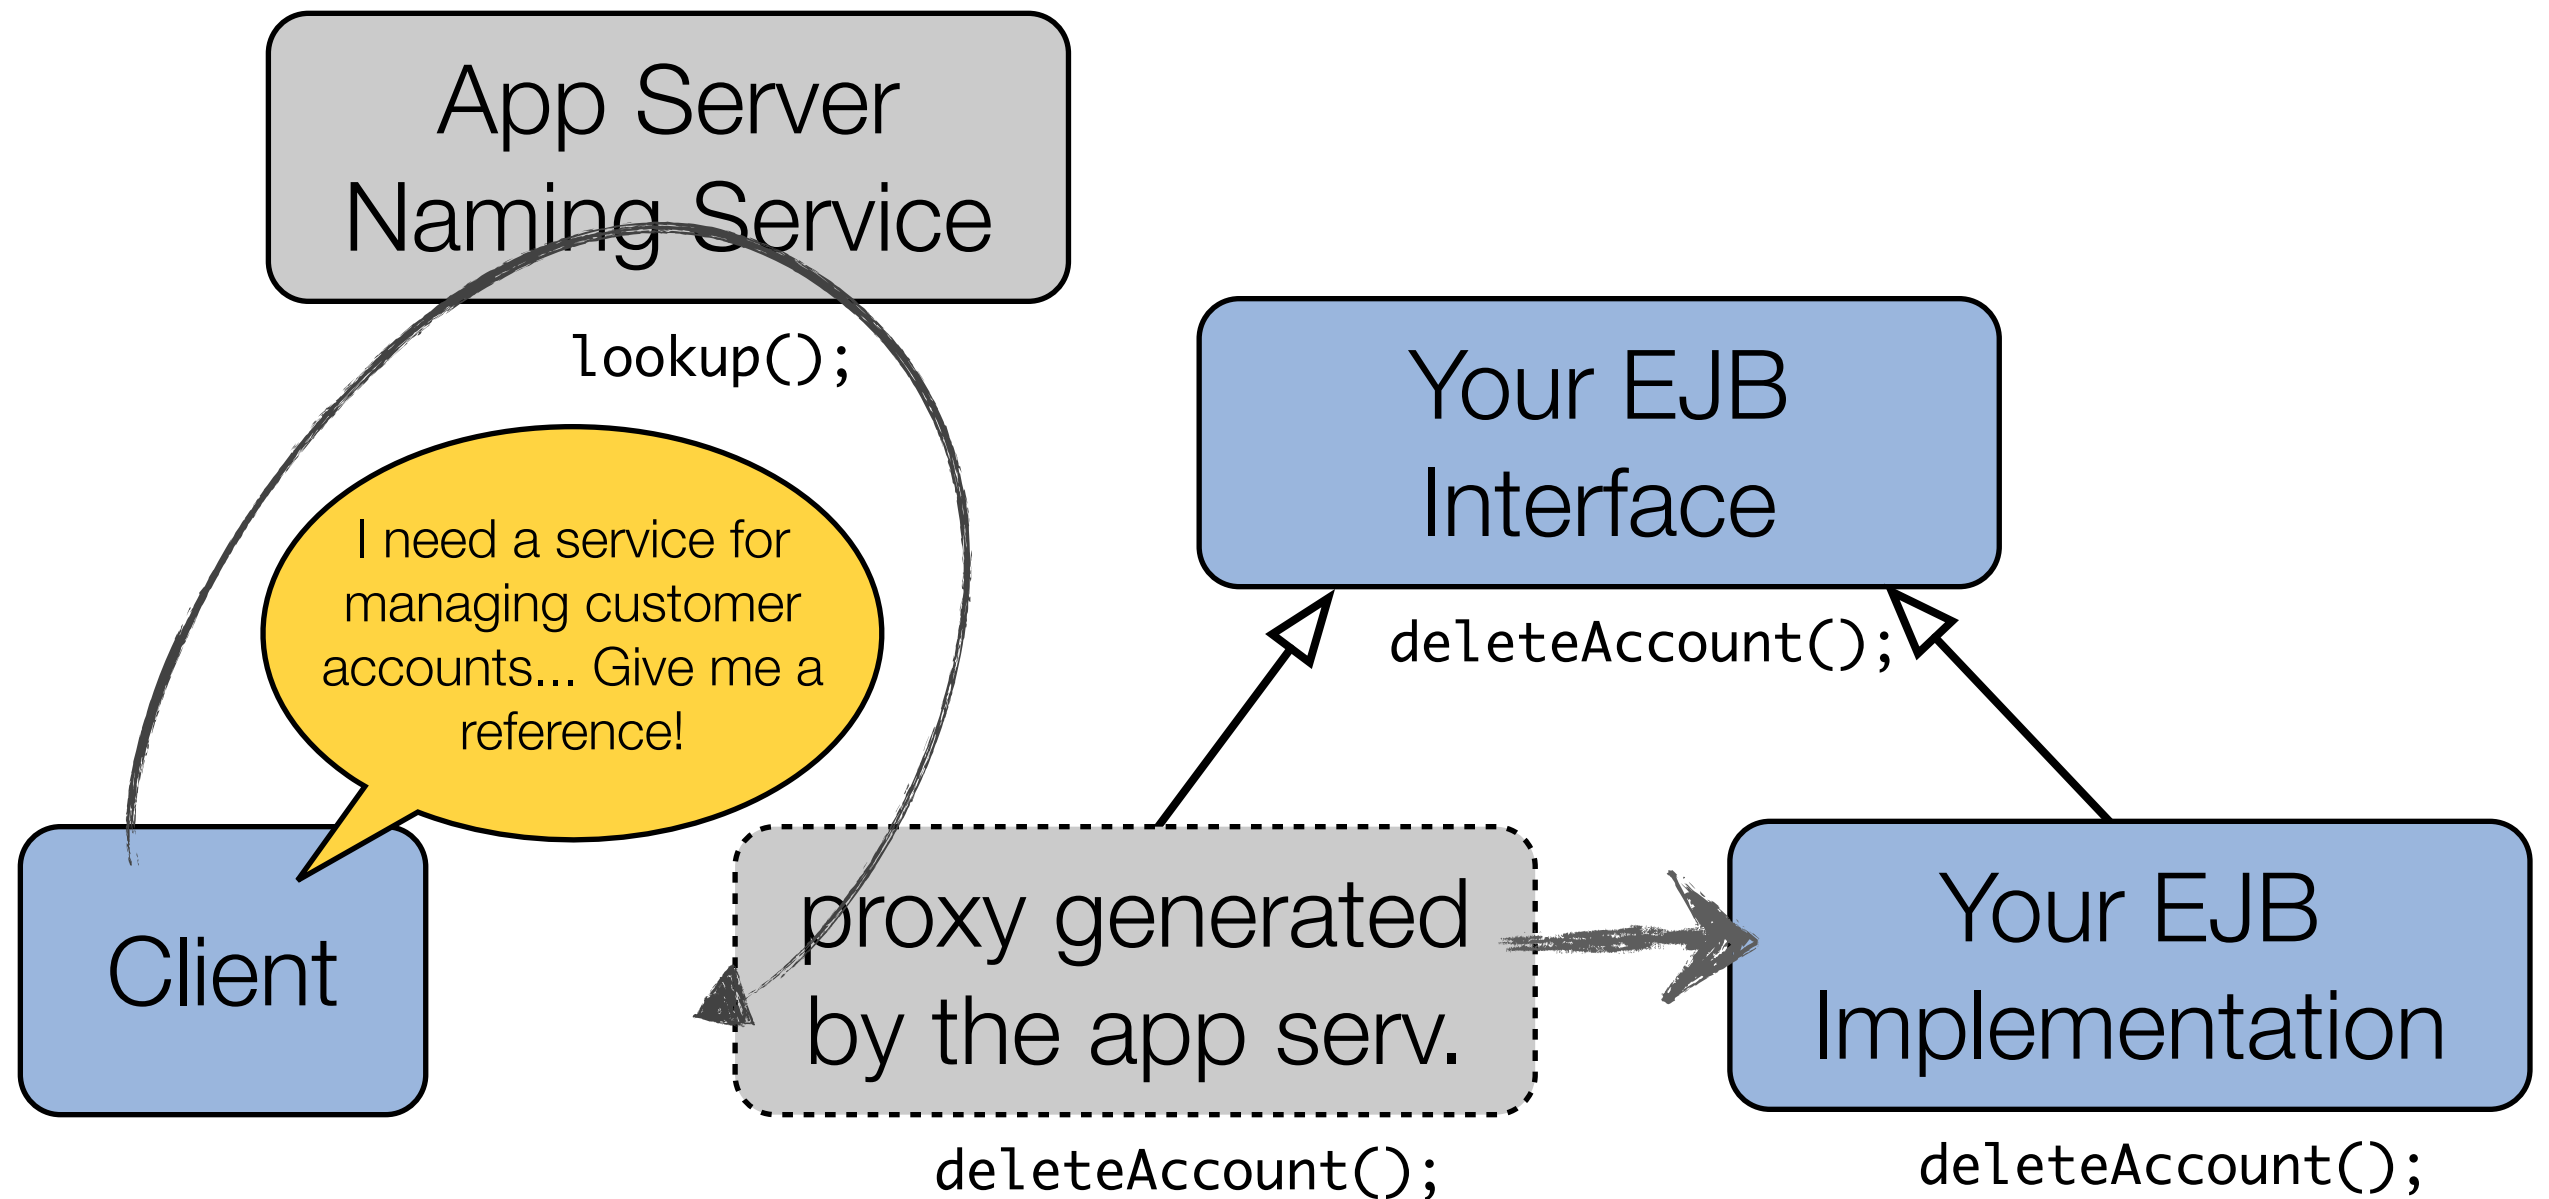 App Server
Naming Service
lookup();
I need a service for
managing customer
accounts... Give me a
reference!
Client
Your EJB
Interface
deleteAccount();
proxy generated
by the app serv.
deleteAccount();
Your EJB
Implementation
deleteAccount();